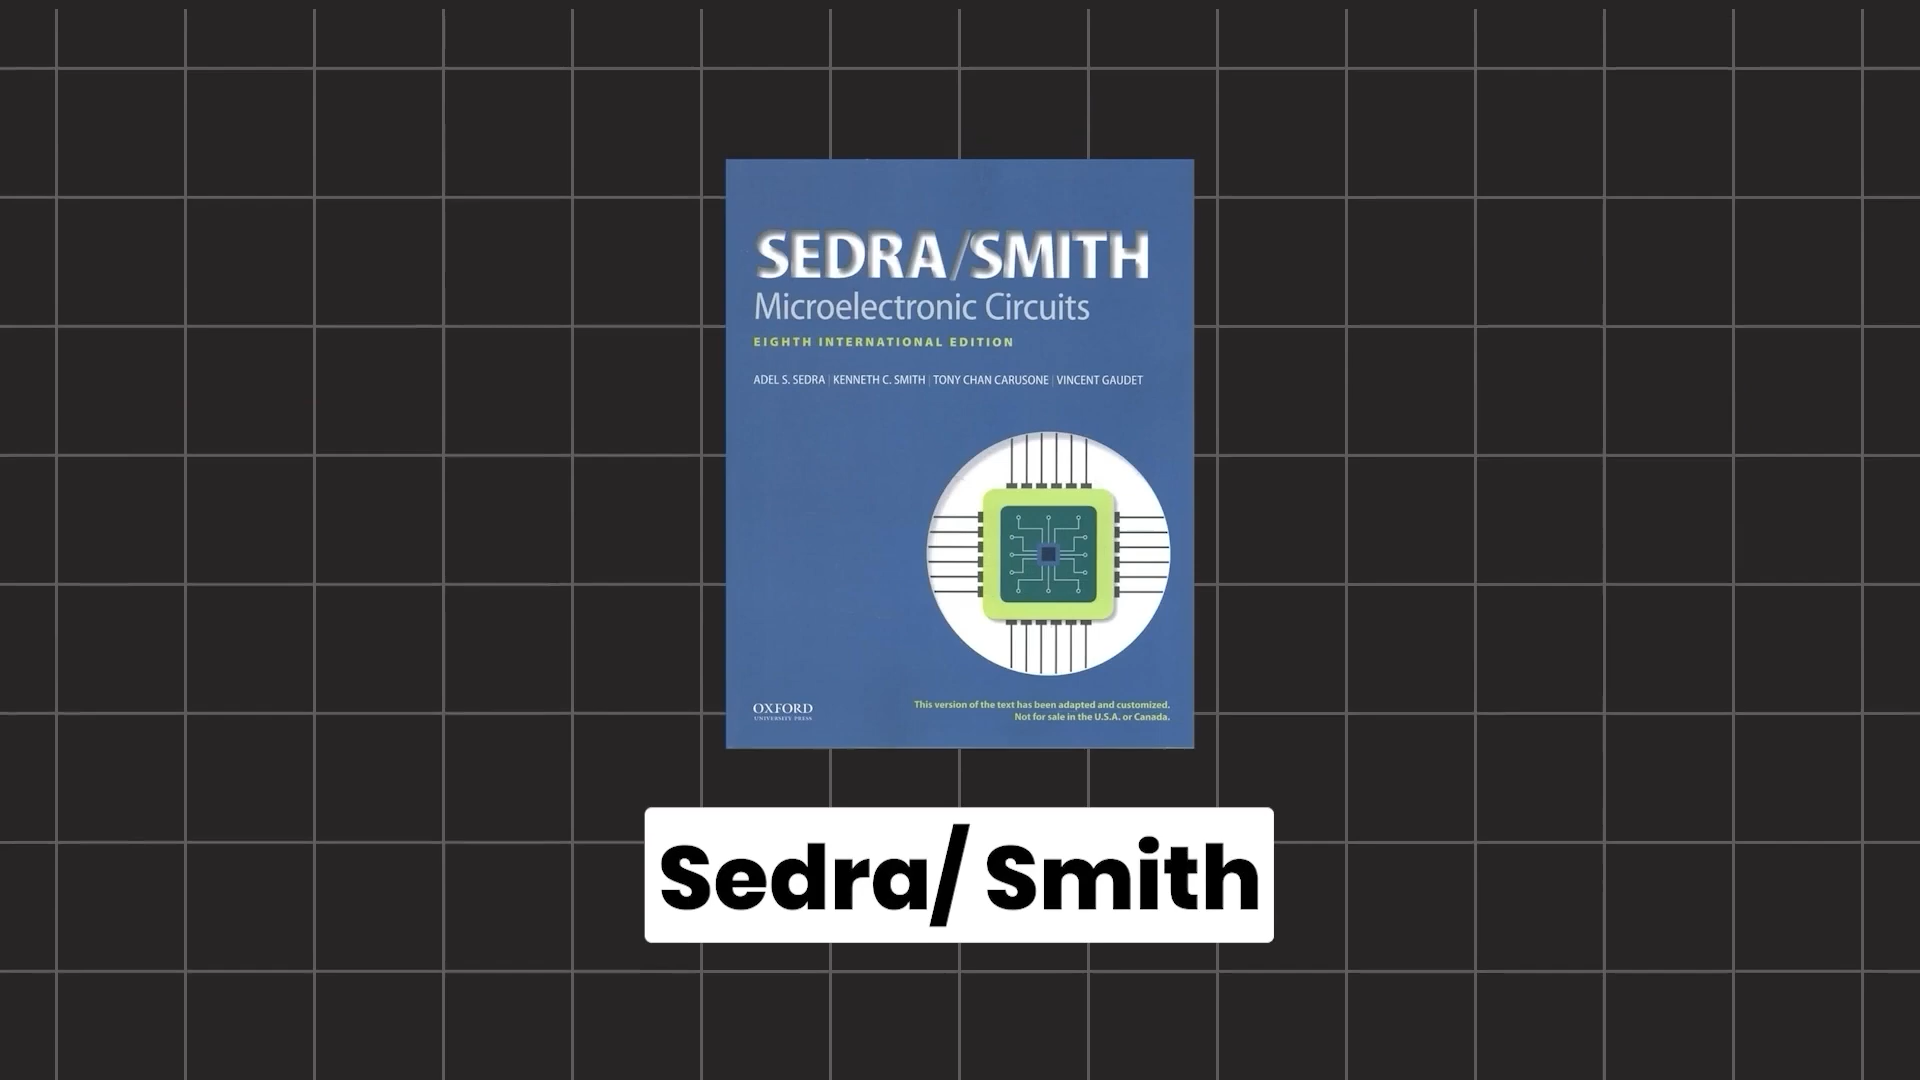 SEDRA/SMITH
Microelectronic Circuits
EIGHTH INTERNATIONAL EDITION
ADEL S. SEDRA | KENNETH C. SMITH | TONY CHAN CARUSONE | VINCENT GAUDET
OXFORD
UNIVERSITY PRESS
This version of the text has been adapted and customized.
Not for sale in the U.S.A. or Canada.
Sedra/ Smith